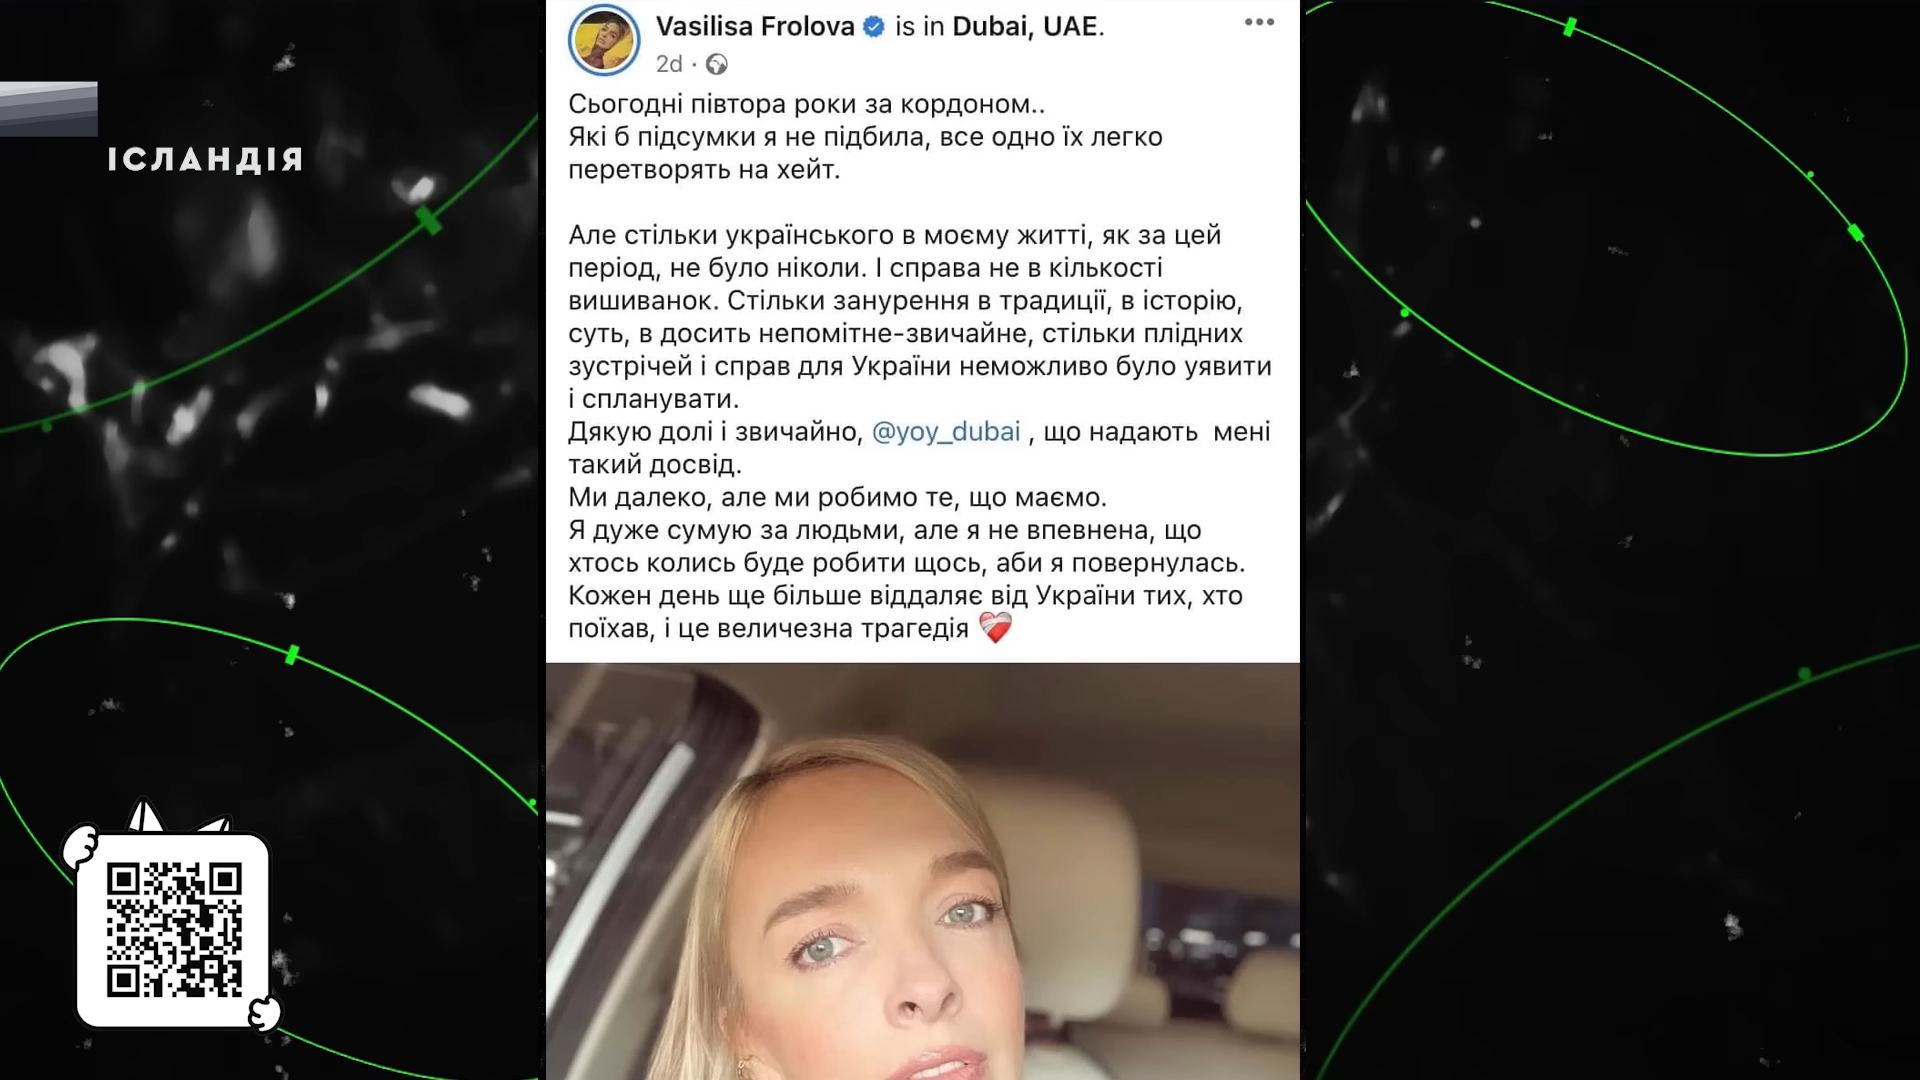 ІСЛАНДІЯ
Vasilisa Frolova is in Dubai, UAE.
2d ·
Сьогодні півтора роки за кордоном..
Які б підсумки я не підбила, все одно їх легко
перетворять на хейт.
Але стільки українського в моєму житті, як за цей
період, не було ніколи. І справа не в кількості
вишиванок. Стільки занурення в традиції, в історію,
суть, в досить непомітне-звичайне, стільки плідних
зустрічей і справ для України неможливо було уявити
і спланувати.
Дякую долі і звичайно, @yoy_dubai , що надають мені
такий досвід.
Ми далеко, але ми робимо те, що маємо.
Я дуже сумую за людьми, але я не впевнена, що
хтось колись буде робити щось, аби я повернулась.
Кожен день ще більше віддаляє від України тих, хто
поїхав, і це величезна трагедія ❤️‍🩹